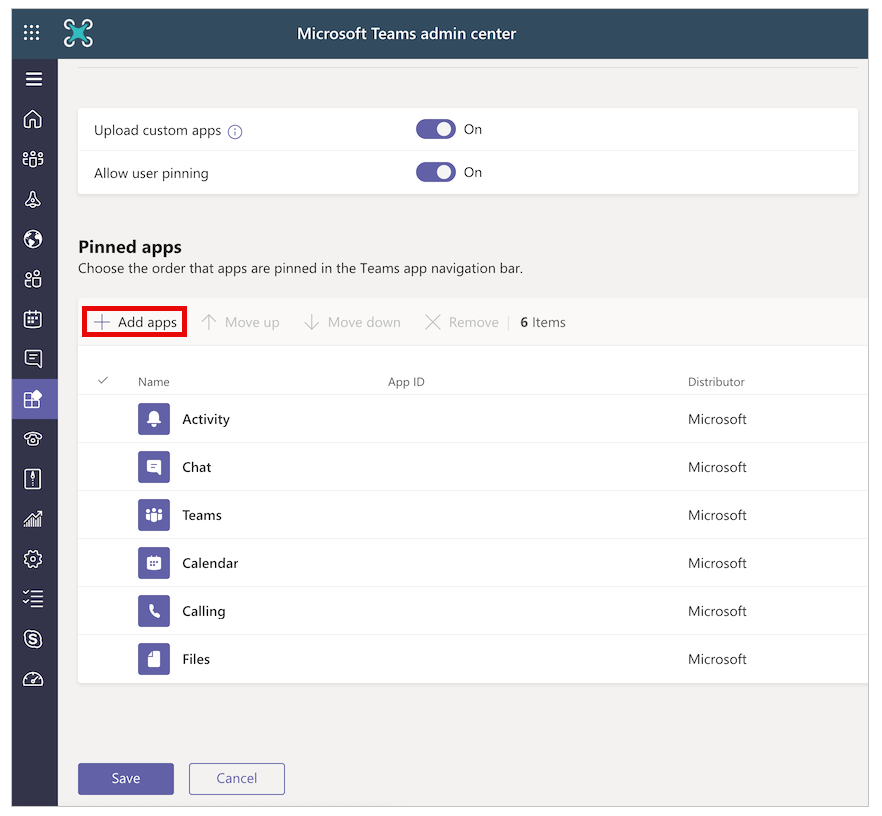 Microsoft Teams admin center
Upload custom apps On
Allow user pinning On
Pinned apps
Choose the order that apps are pinned in the Teams app navigation bar.
Add apps Move up Move down Remove 6 Items
Name App ID Distributor
Activity Microsoft
Chat Microsoft
Teams Microsoft
Calendar Microsoft
Calling Microsoft
Files Microsoft
Save Cancel